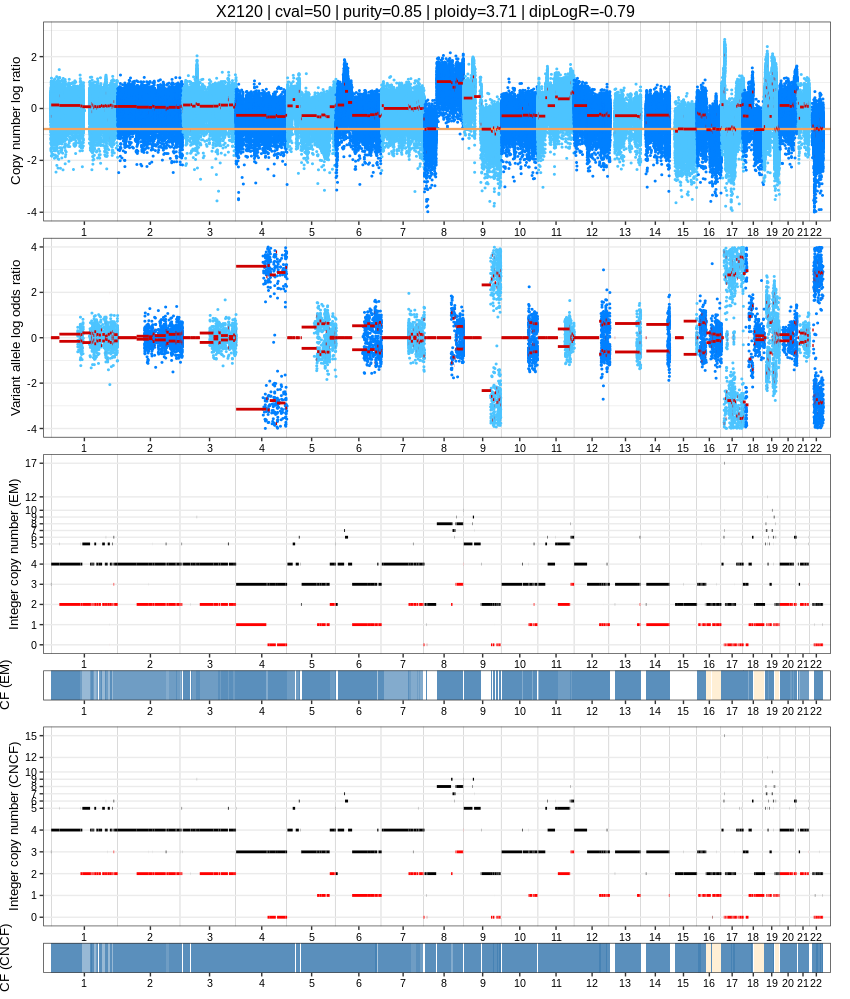 X2120 | cval=50 | purity=0.85 | ploidy=3.71 | dipLogR=-0.79
Copy number log ratio
2
0
-2
-4
1 2 3 4 5 6 7 8 9 10 11 12 13 14 15 16 17 18 19 20 21 22
Variant allele log odds ratio
4
2
0
-2
-4
1 2 3 4 5 6 7 8 9 10 11 12 13 14 15 16 17 18 19 20 21 22
Integer copy number (EM)
17
12
10
9
8
7
6
5
4
3
2
1
0
1 2 3 4 5 6 7 8 9 10 11 12 13 14 15 16 17 18 19 20 21 22
CF (EM)
1 2 3 4 5 6 7 8 9 10 11 12 13 14 15 16 17 18 19 20 21 22
Integer copy number (CNCF)
15
12
10
9
8
7
6
5
4
3
2
1
0
1 2 3 4 5 6 7 8 9 10 11 12 13 14 15 16 17 18 19 20 21 22
CF (CNCF)
1 2 3 4 5 6 7 8 9 10 11 12 13 14 15 16 17 18 19 20 21 22